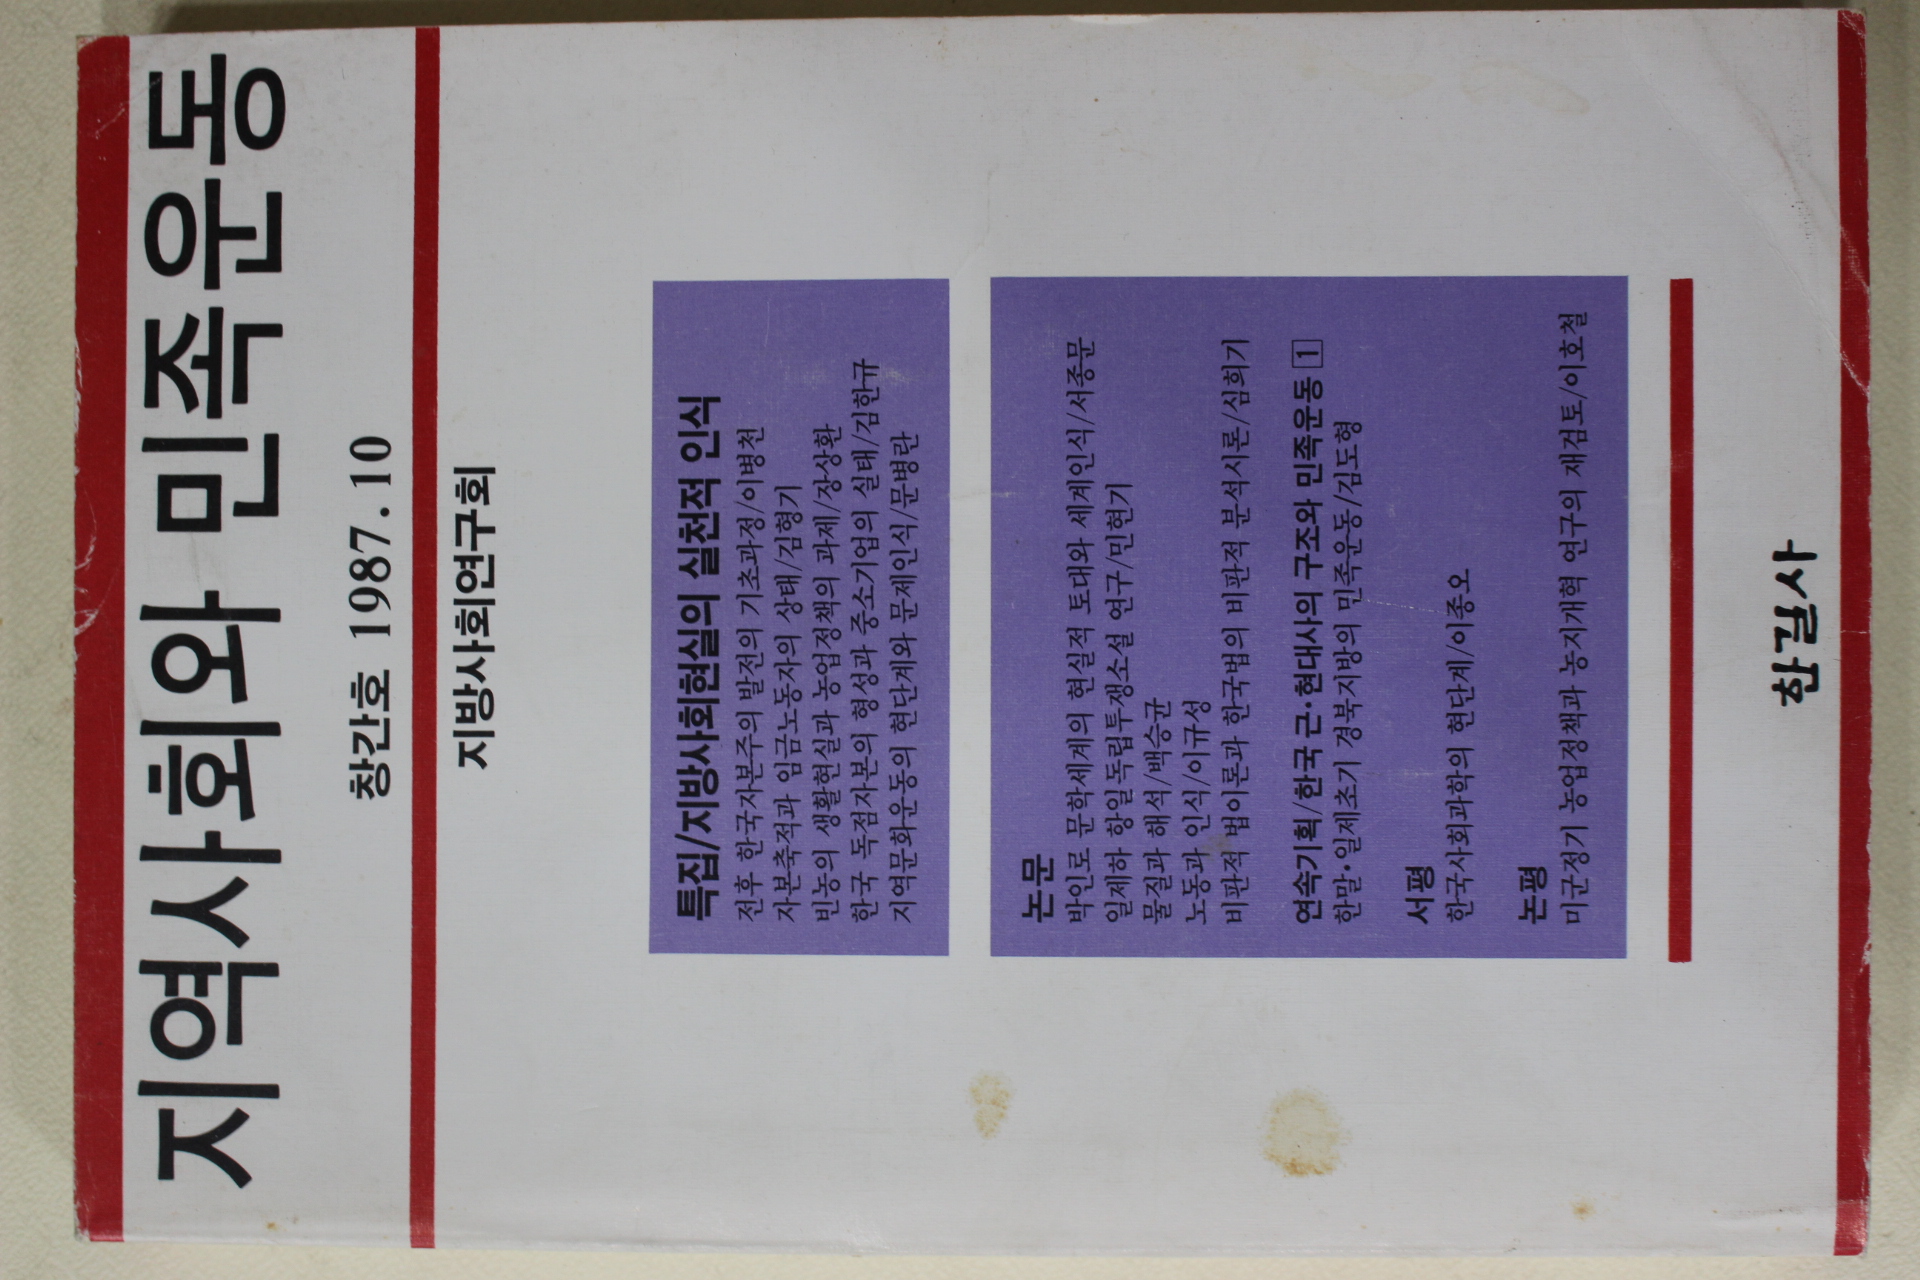 지역사회와 민족운동
창간호 1987.10
지방사회연구회
특집/지방사회현실의 실천적 인식
전후 한국자본주의 발전의 기초과정/이병천
자본축적과 임금노동자의 상태/김형기
빈농의 생활현실과 농업정책의 과제/장상환
한국 독점자본의 형성과 중소기업의 실태/김한규
지역문화운동의 현단계와 문제인식/문병란
논문
박인로 문학세계의 현실적 토대와 세계인식/서종문
일제하 항일독립투쟁소설 연구/민현기
물질과 해석/백승균
노동과 인식/이규성
비판적 법이론과 한국법의 비판적 분석시론/심희기
연속기획/한국 근·현대사의 구조와 민족운동 1
한말·일제초기 경북지방의 민족운동/김도형
서평
한국사회과학의 현단계/이종오
논평
미군정기 농업정책과 농지개혁 연구의 재검토/이호철
한길사